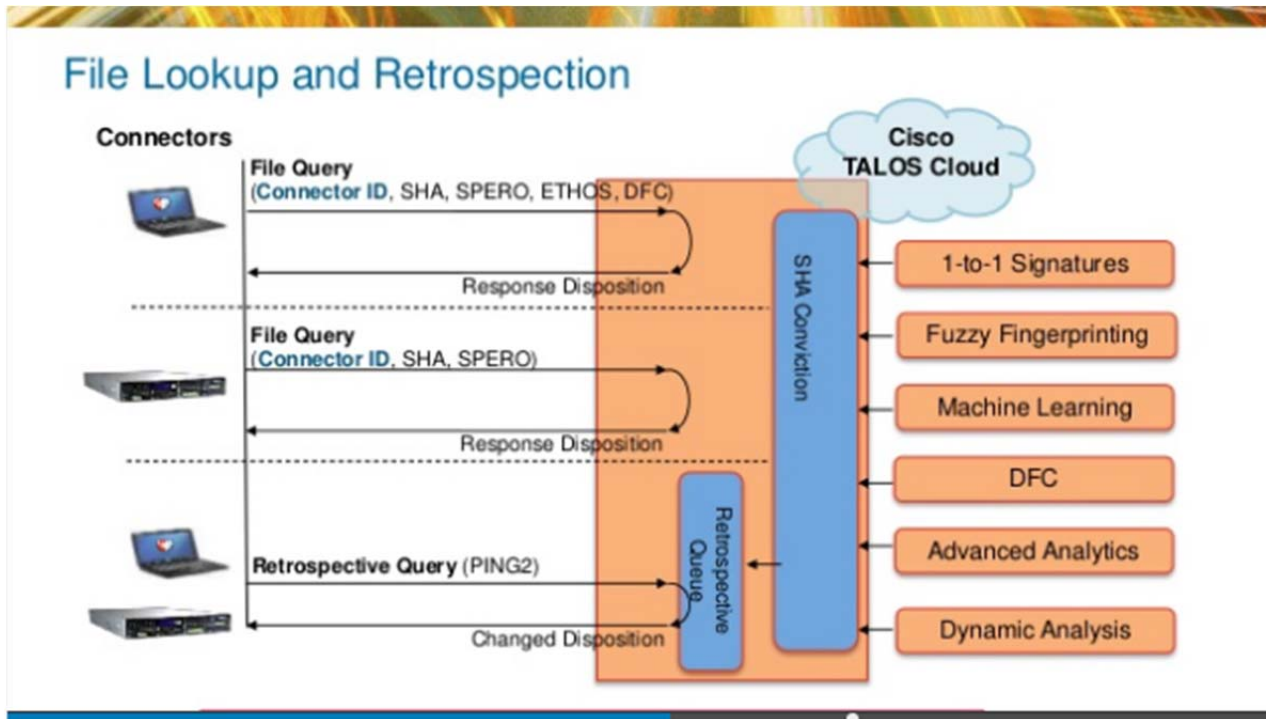 File Lookup and Retrospection
Connectors
Cisco
TALOS Cloud
File Query
(Connector ID, SHA, SPERO, ETHOS, DFC)
Response Disposition
File Query
(Connector ID, SHA, SPERO)
Response Disposition
Retrospective Query (PING2)
Changed Disposition
Retrospective
Queue
SHA Conviction
1-to-1 Signatures
Fuzzy Fingerprinting
Machine Learning
DFC
Advanced Analytics
Dynamic Analysis